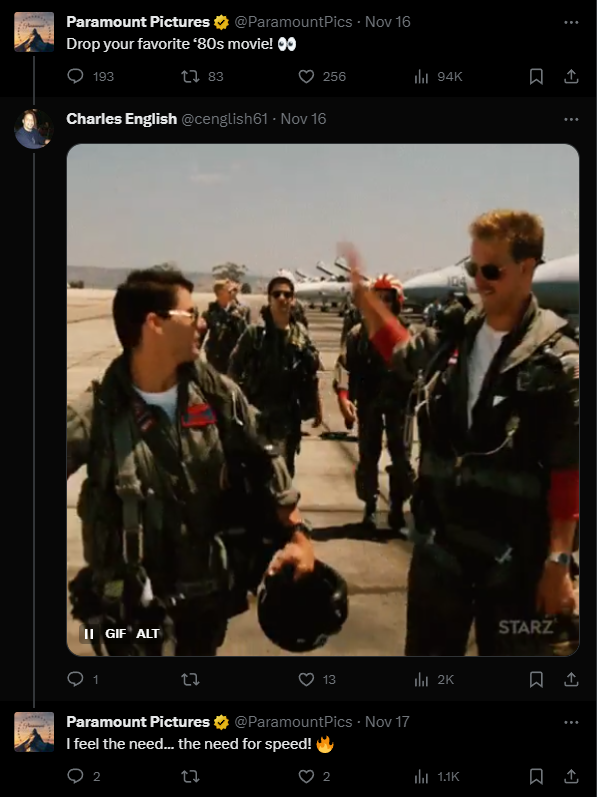 Paramount Pictures @ParamountPics · Nov 16
Drop your favorite ‘80s movie! 👀
193 83 256 94K
Charles English @cenglish61 · Nov 16
STARZ
GIF ALT
1 13 2K
Paramount Pictures @ParamountPics · Nov 17
I feel the need... the need for speed! 🔥
2 2 1.1K